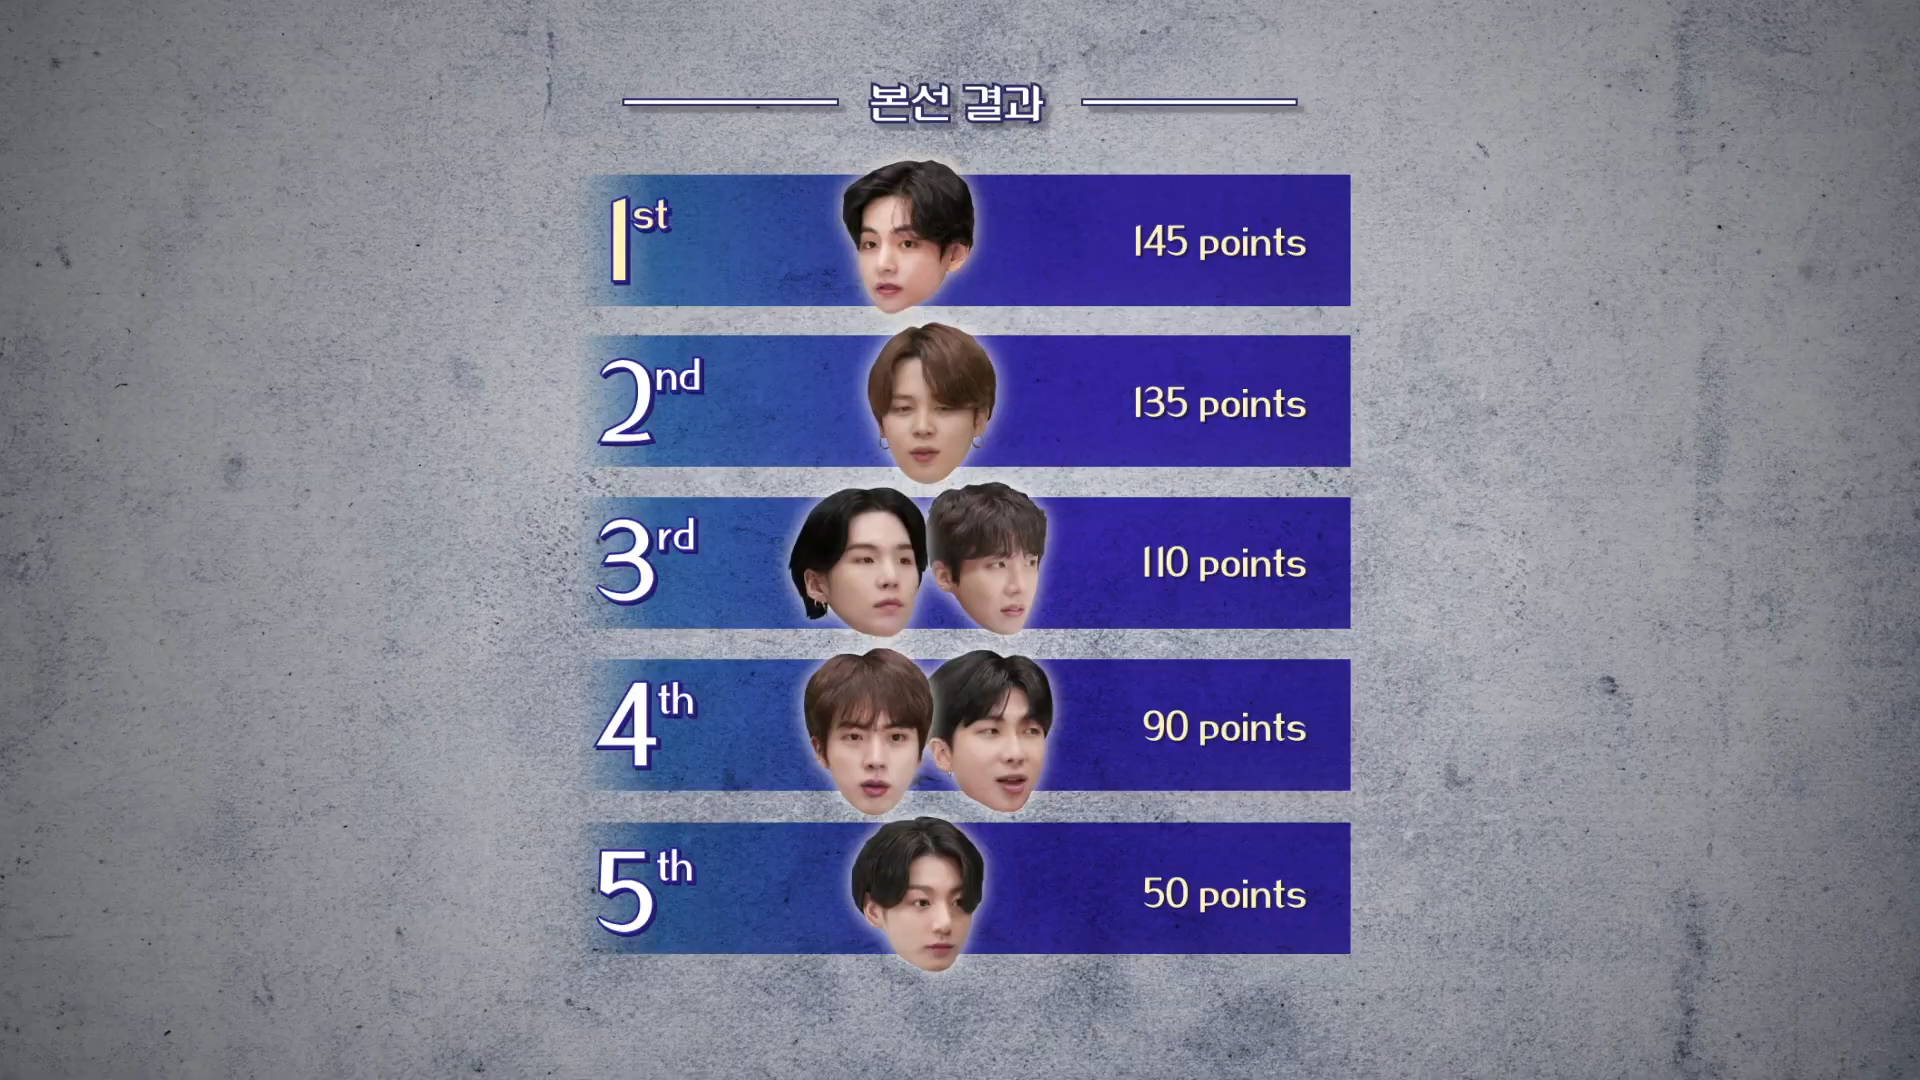 본선 결과
1st 145 points
2nd 135 points
3rd 110 points
4th 90 points
5th 50 points